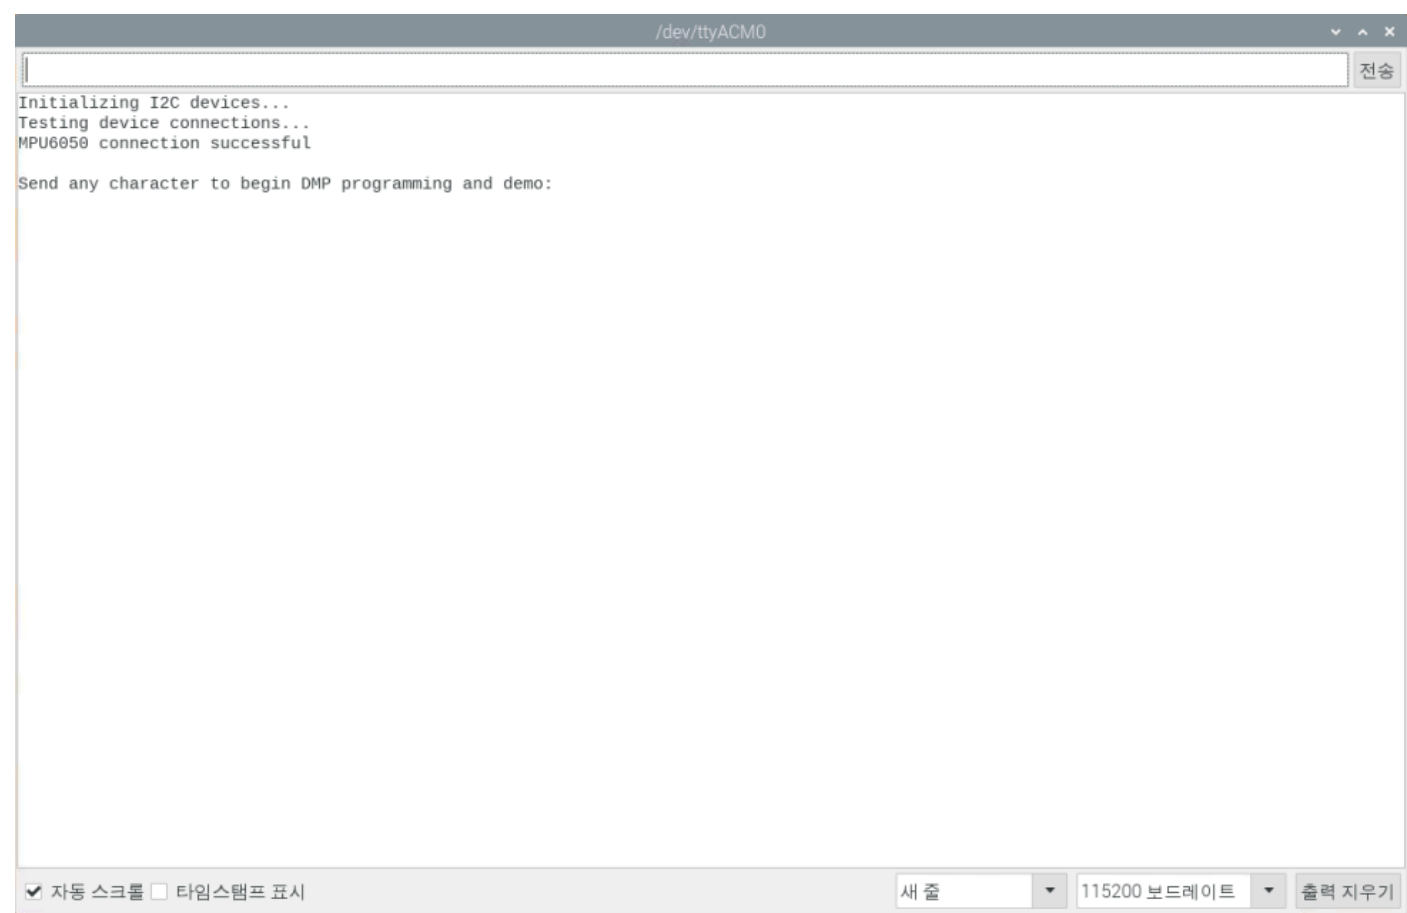 /dev/ttyACM0
전송
Initializing I2C devices...
Testing device connections...
MPU6050 connection successful
Send any character to begin DMP programming and demo:
자동 스크롤 타임스탬프 표시 새 줄 115200 보드레이트 출력 지우기